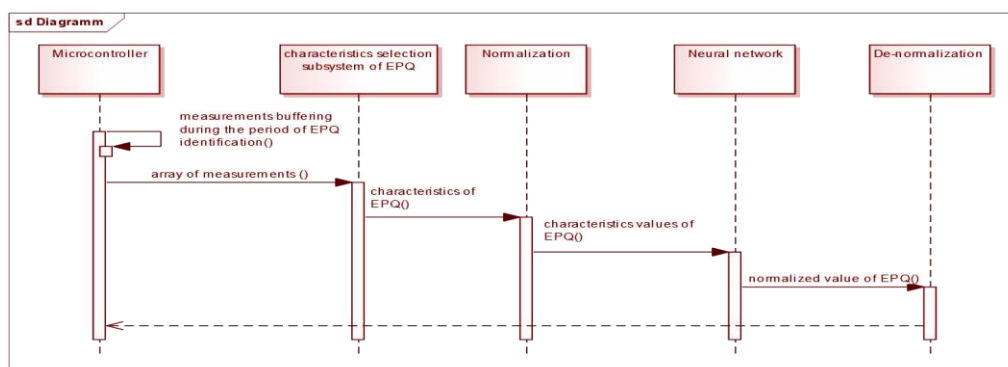 sd Diagramm
Microcontroller
characteristics selection
subsystem of EPQ
Normalization
Neural network
De-normalization
measurements buffering
during the period of EPQ
identification()
array of measurements ()
characteristics of
EPQ()
characteristics values of
EPQ()
normalized value of EPQ()